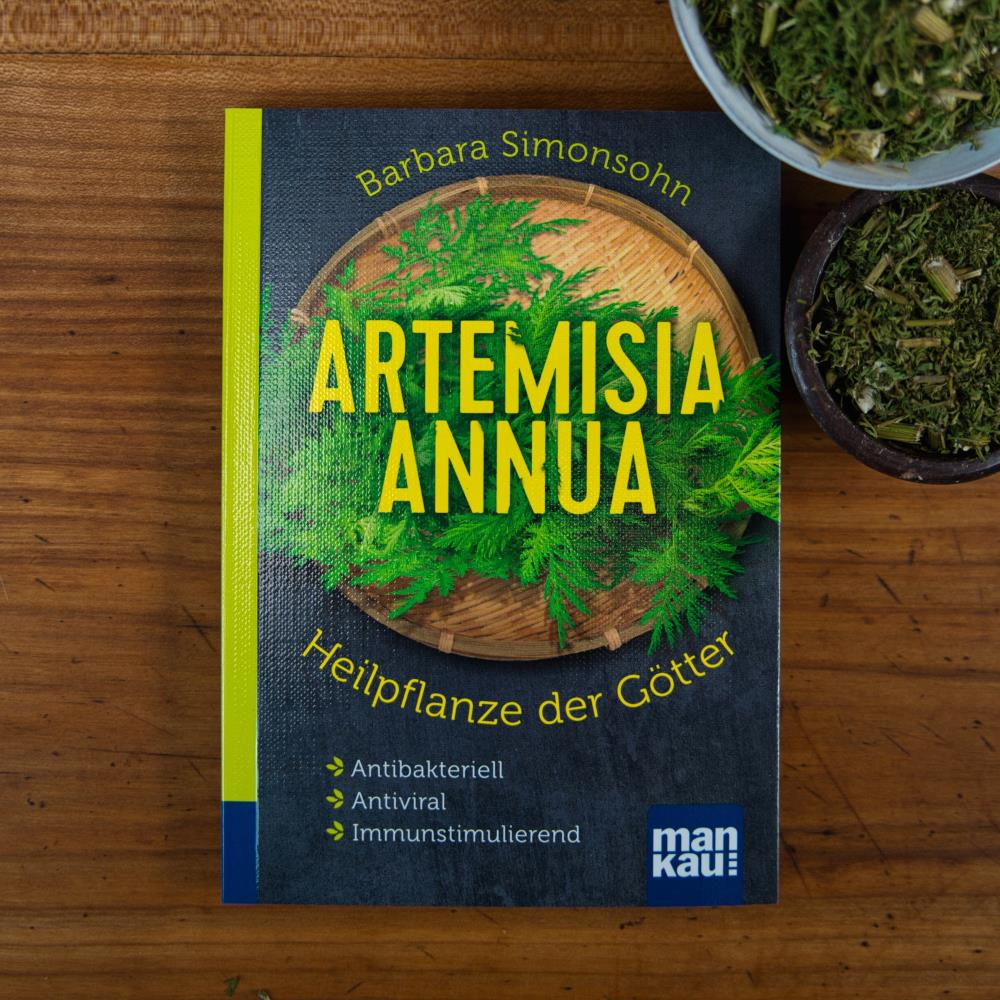 Barbara Simonsohn
ARTEMISIA
ANNUA
Heilpflanze der Götter
Antibakteriell
Antiviral
Immunstimulierend
man
kau